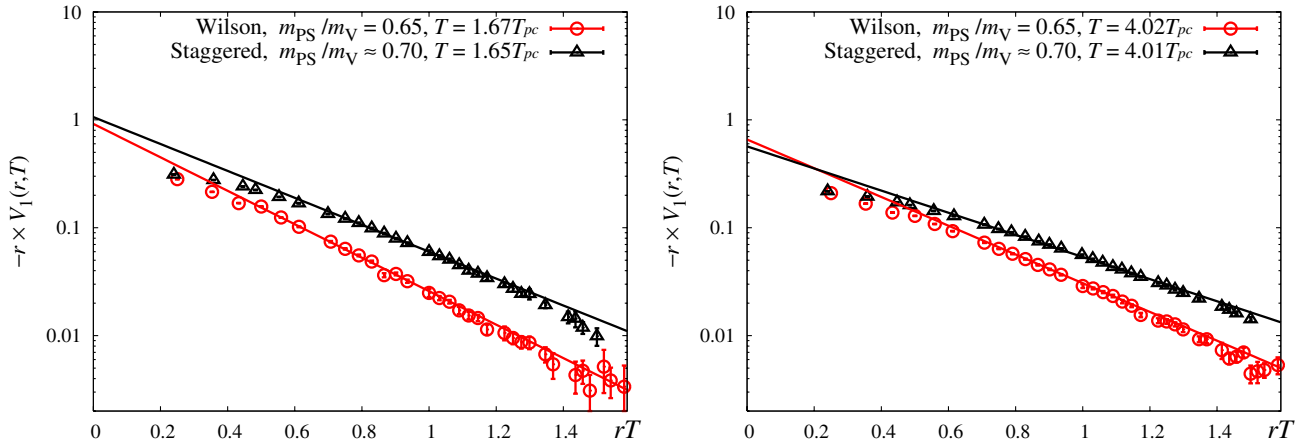 Wilson, m_PS/m_V = 0.65, T = 1.67T_pc
Staggered, m_PS/m_V ≈ 0.70, T = 1.65T_pc
10
1
0.1
0.01
−r × V_1(r,T)
0 0.2 0.4 0.6 0.8 1 1.2 1.4 rT
Wilson, m_PS/m_V = 0.65, T = 4.02T_pc
Staggered, m_PS/m_V ≈ 0.70, T = 4.01T_pc
10
1
0.1
0.01
−r × V_1(r,T)
0 0.2 0.4 0.6 0.8 1 1.2 1.4 rT